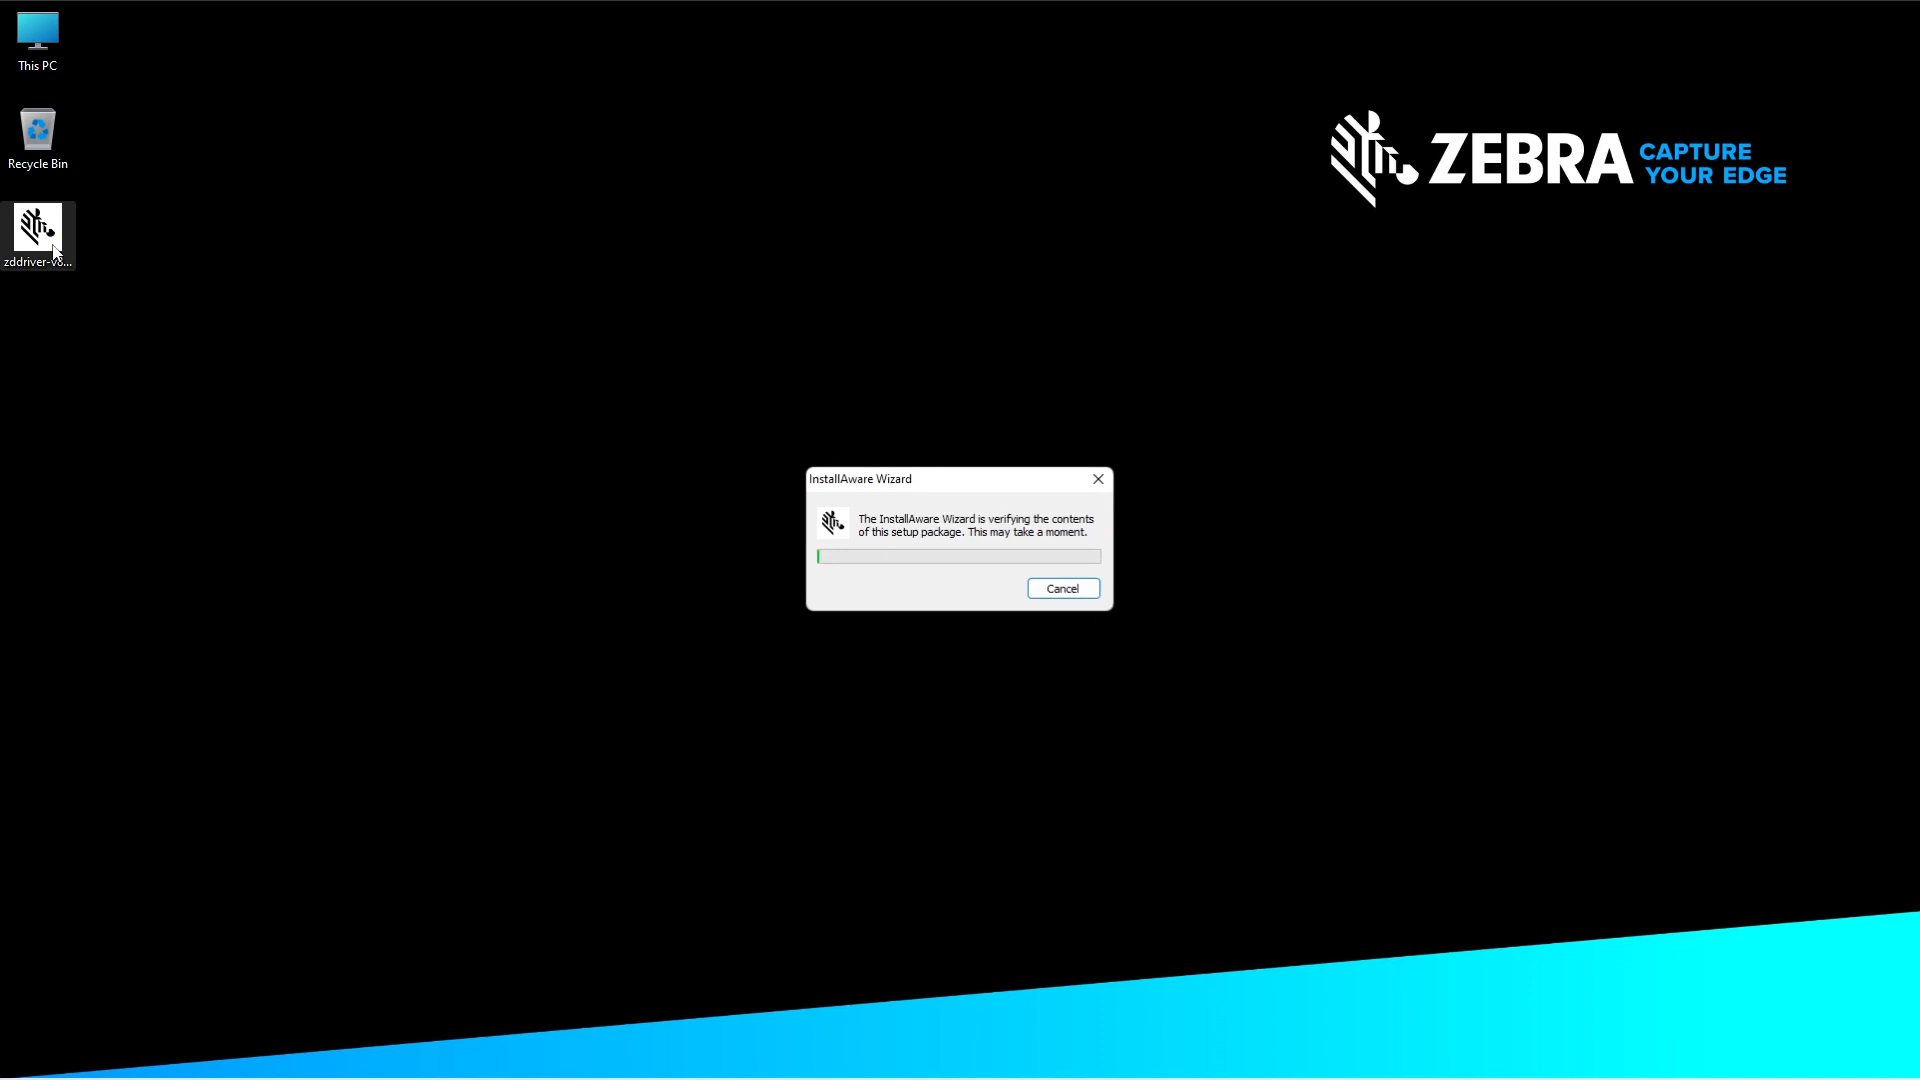 This PC
Recycle Bin
zddriver-v8...
ZEBRA
CAPTURE
YOUR EDGE
InstallAware Wizard
The InstallAware Wizard is verifying the contents
of this setup package. This may take a moment.
Cancel